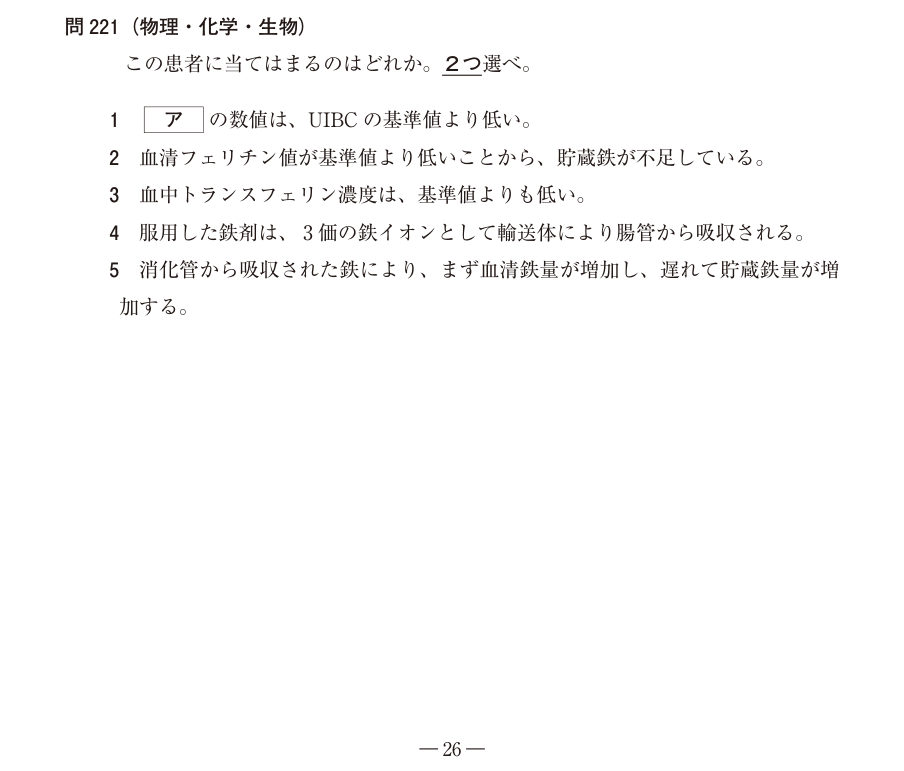 問 221（物理・化学・生物）
この患者に当てはまるのはどれか。２つ選べ。
1 ア の数値は、UIBC の基準値より低い。
2 血清フェリチン値が基準値より低いことから、貯蔵鉄が不足している。
3 血中トランスフェリン濃度は、基準値よりも低い。
4 服用した鉄剤は、３価の鉄イオンとして輸送体により腸管から吸収される。
5 消化管から吸収された鉄により、まず血清鉄量が増加し、遅れて貯蔵鉄量が増
加する。
― 26 ―